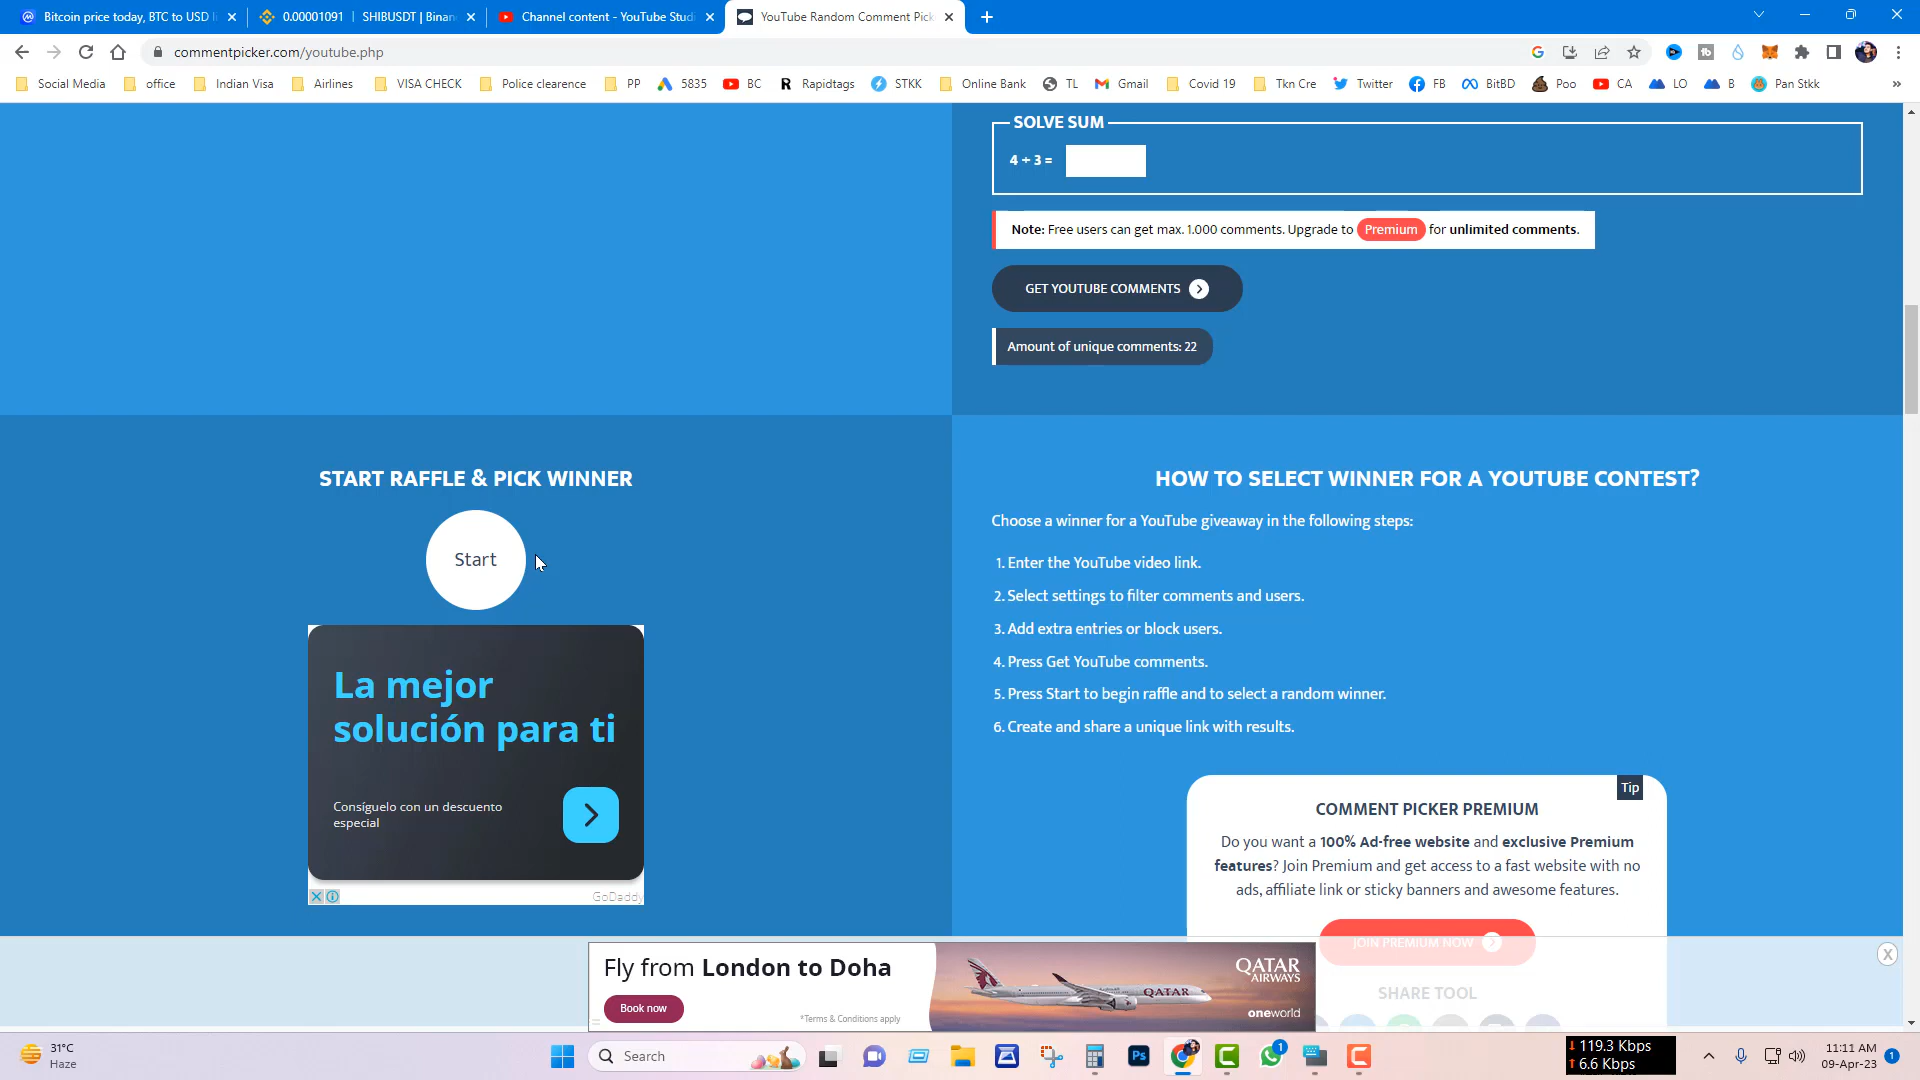 Bitcoin price today, BTC to USD li
0.00001091 | SHIBUSDT | Binan
Channel content - YouTube Studi
YouTube Random Comment Pick
commentpicker.com/youtube.php
Social Media
office
Indian Visa
Airlines
VISA CHECK
Police clearence
PP
5835
BC
Rapidtags
STKK
Online Bank
TL
Gmail
Covid 19
Tkn Cre
Twitter
FB
BitBD
Poo
CA
LO
B
Pan Stkk
»
SOLVE SUM
4 + 3 =
Note: Free users can get max. 1.000 comments. Upgrade to Premium for unlimited comments.
GET YOUTUBE COMMENTS
Amount of unique comments: 22
START RAFFLE & PICK WINNER
Start
La mejor
solución para ti
Consíguelo con un descuento
especial
GoDaddy
HOW TO SELECT WINNER FOR A YOUTUBE CONTEST?
Choose a winner for a YouTube giveaway in the following steps:
1. Enter the YouTube video link.
2. Select settings to filter comments and users.
3. Add extra entries or block users.
4. Press Get YouTube comments.
5. Press Start to begin raffle and to select a random winner.
6. Create and share a unique link with results.
Tip
COMMENT PICKER PREMIUM
Do you want a 100% Ad-free website and exclusive Premium
features? Join Premium and get access to a fast website with no
ads, affiliate link or sticky banners and awesome features.
JOIN PREMIUM NOW
SHARE TOOL
Fly from London to Doha
Book now
*Terms & Conditions apply
QATAR
AIRWAYS
QATAR
oneworld
X
31°C
Haze
Search
Ps
1
119.3 Kbps
6.6 Kbps
11:11 AM
09-Apr-23
1